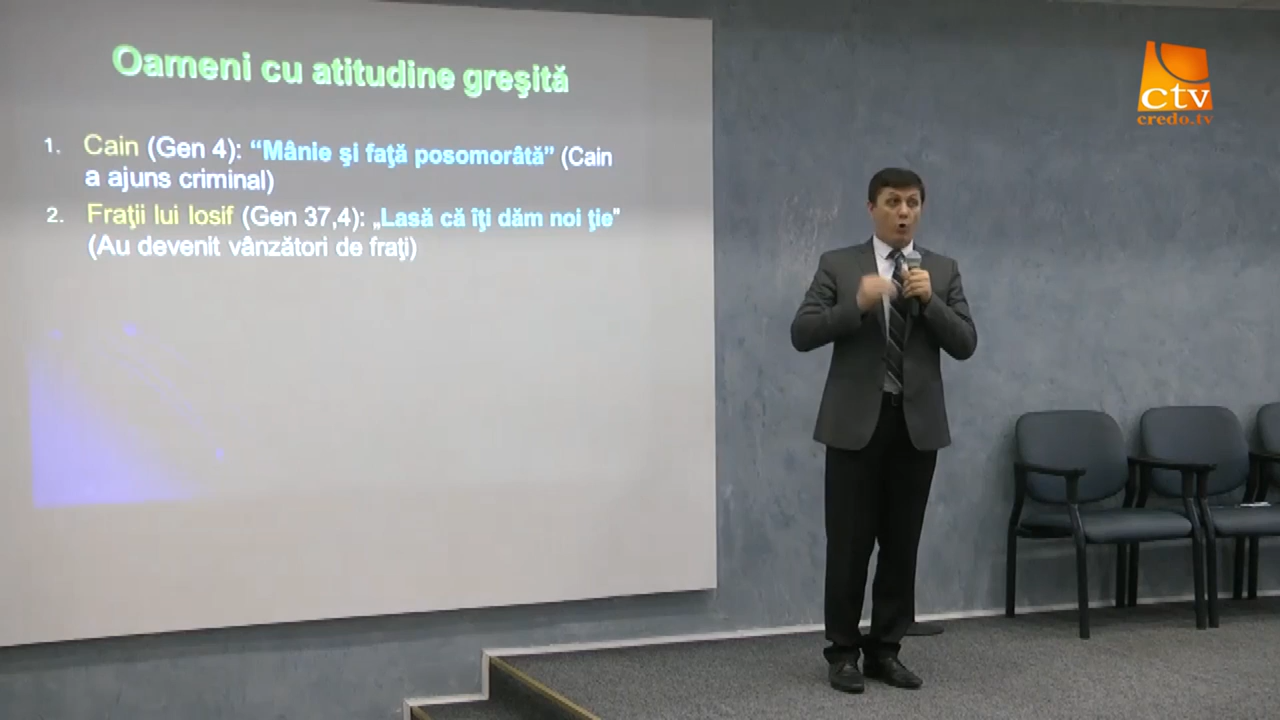 Oameni cu atitudine greşită
1. Cain (Gen 4): “Mânie şi faţă posomorâtă” (Cain
a ajuns criminal)
2. Fraţii lui Iosif (Gen 37,4): „Lasă că îţi dăm noi ţie”
(Au devenit vânzători de fraţi)
ctv
credo.tv